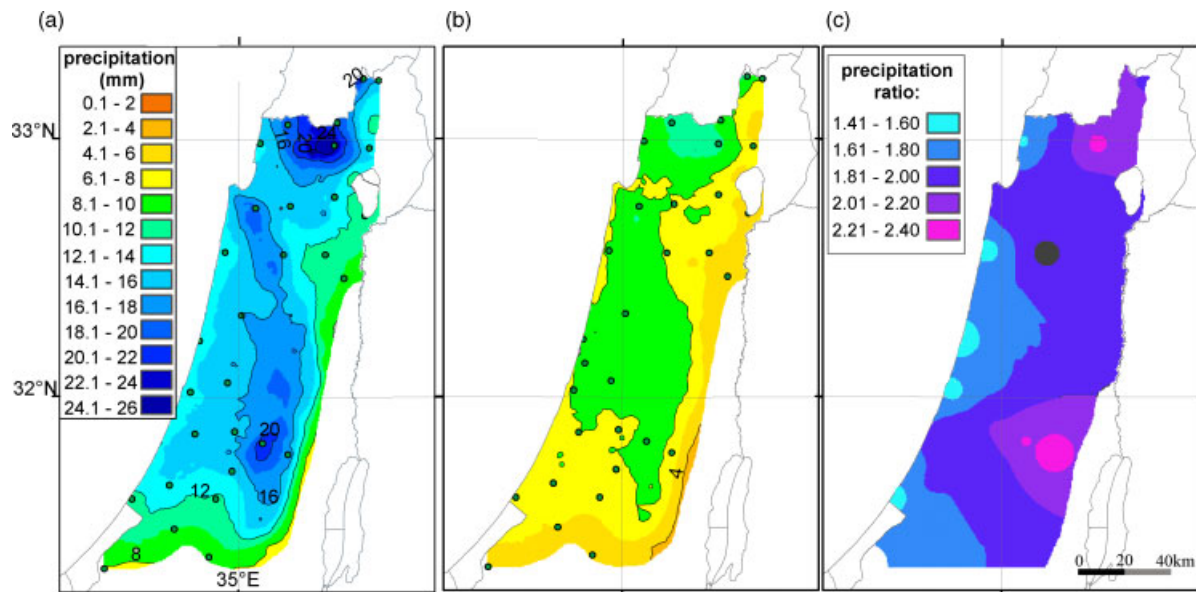 (a)
(b)
(c)
precipitation
(mm)
0.1 - 2
2.1 - 4
4.1 - 6
6.1 - 8
8.1 - 10
10.1 - 12
12.1 - 14
14.1 - 16
16.1 - 18
18.1 - 20
20.1 - 22
22.1 - 24
24.1 - 26
33°N
32°N
35°E
20
24
16
20
12
16
8
4
precipitation
ratio:
1.41 - 1.60
1.61 - 1.80
1.81 - 2.00
2.01 - 2.20
2.21 - 2.40
0 20 40km